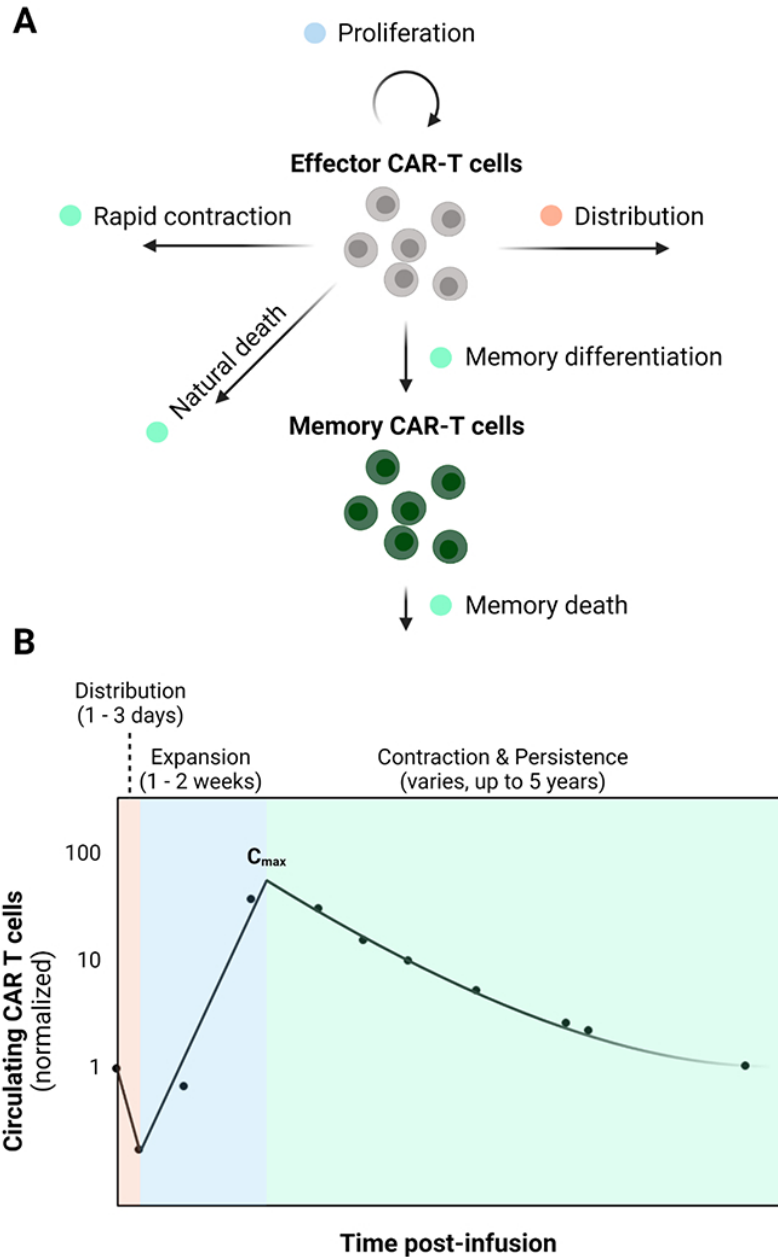 A
Proliferation
Effector CAR-T cells
Rapid contraction
Distribution
Natural death
Memory differentiation
Memory CAR-T cells
Memory death
B
Distribution
(1 - 3 days)
Expansion
(1 - 2 weeks)
Contraction & Persistence
(varies, up to 5 years)
Cmax
100
10
1
Circulating CAR T cells
(normalized)
Time post-infusion